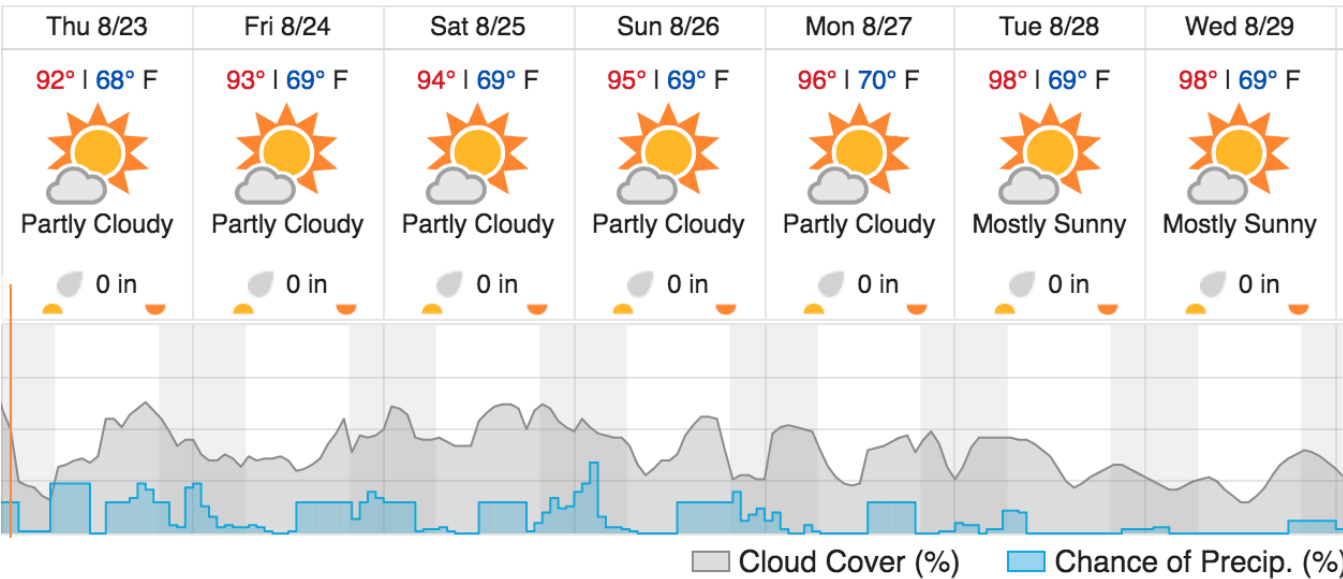 Thu 8/23 Fri 8/24 Sat 8/25 Sun 8/26 Mon 8/27 Tue 8/28 Wed 8/29
92° | 68° F 93° | 69° F 94° | 69° F 95° | 69° F 96° | 70° F 98° | 69° F 98° | 69° F
Partly Cloudy Partly Cloudy Partly Cloudy Partly Cloudy Partly Cloudy Mostly Sunny Mostly Sunny
0 in 0 in 0 in 0 in 0 in 0 in 0 in
Cloud Cover (%) Chance of Precip. (%)